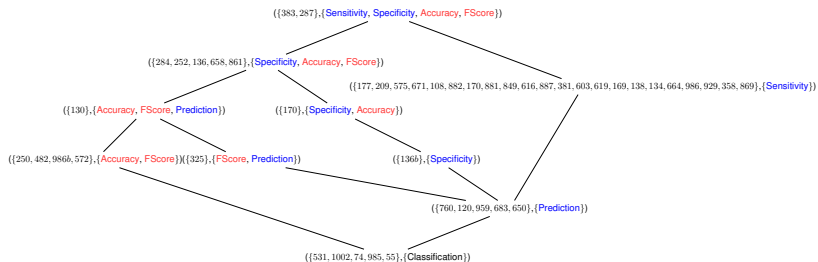 ({383, 287},{Sensitivity, Specificity, Accuracy, FScore})
({284, 252, 136, 658, 861},{Specificity, Accuracy, FScore})
({177, 209, 575, 671, 108, 882, 170, 881, 849, 616, 887, 381, 603, 619, 169, 138, 134, 664, 986, 929, 358, 869},{Sensitivity})
({130},{Accuracy, FScore, Prediction}) ({170},{Specificity, Accuracy})
({250, 482, 986b, 572},{Accuracy, FScore})({325},{FScore, Prediction}) ({136b},{Specificity})
({760, 120, 959, 683, 650},{Prediction})
({531, 1002, 74, 985, 55},{Classification})